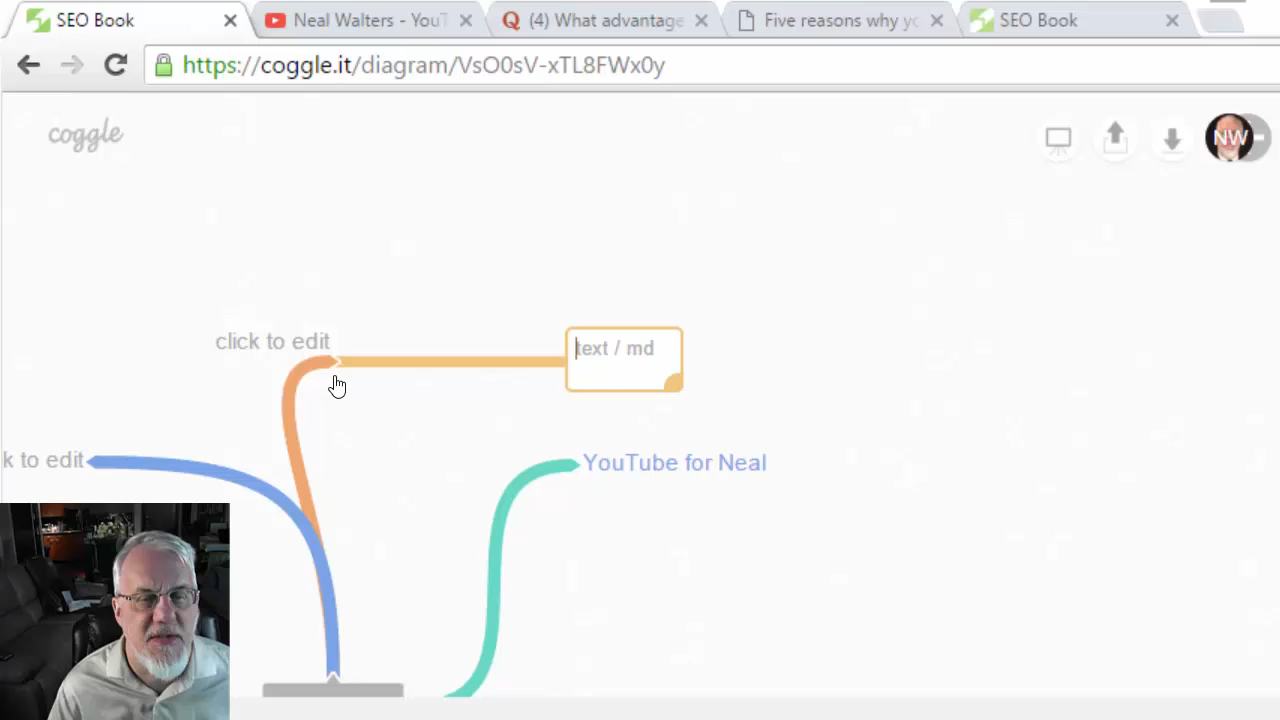 SEO Book
Neal Walters - YouT
(4) What advantage
Five reasons why yo
SEO Book
https://coggle.it/diagram/VsO0sV-xTL8FWx0y
coggle
NW
click to edit
text / md
k to edit
YouTube for Neal